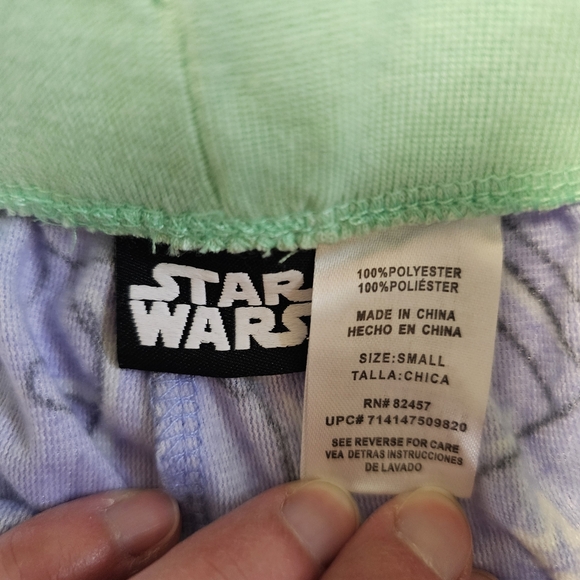 STAR
WARS
100%POLYESTER
100%POLIÉSTER
MADE IN CHINA
HECHO EN CHINA
SIZE:SMALL
TALLA:CHICA
RN# 82457
UPC# 714147509820
SEE REVERSE FOR CARE
VEA DETRAS INSTRUCCIONES
DE LAVADO